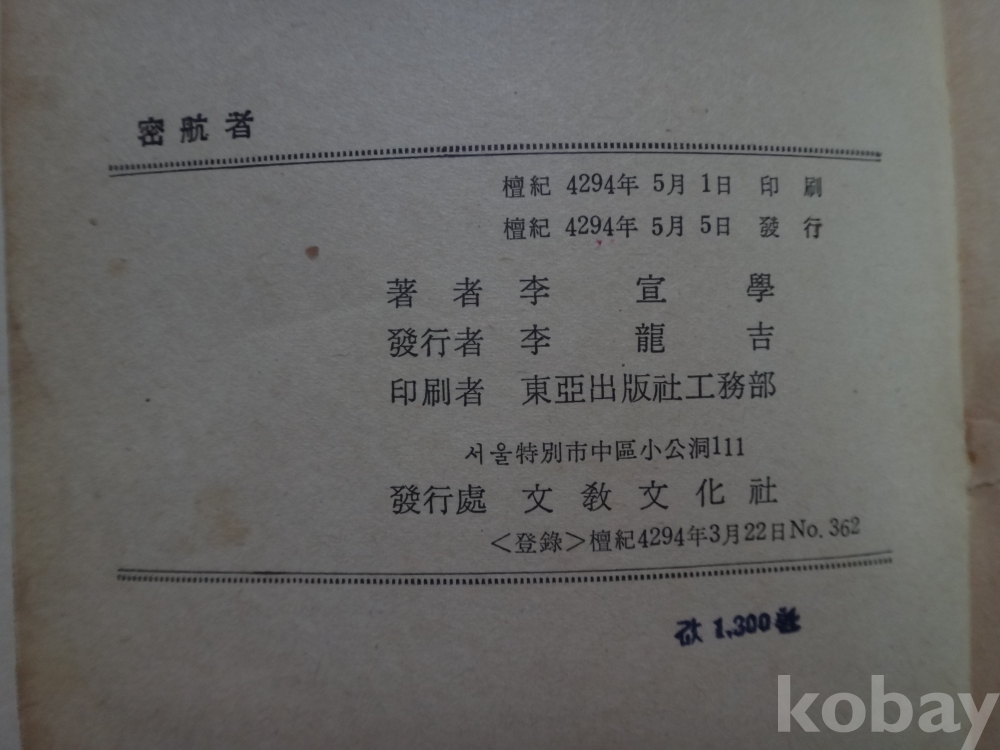 密航者
檀紀 4294年 5月 1日 印刷
檀紀 4294年 5月 5日 發行
著者 李宣學
發行者 李龍吉
印刷者 東亞出版社工務部
서울特別市中區小公洞111
發行處 文敎文化社
<登錄>檀紀4294年3月22日No. 362
값 1,300
kobay